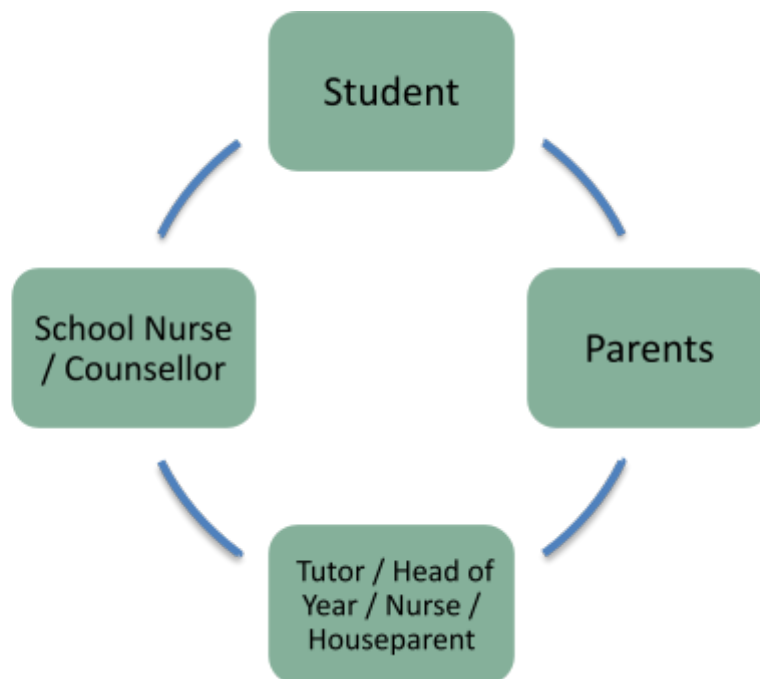 Student
School Nurse
/ Counsellor
Parents
Tutor / Head of
Year / Nurse /
Houseparent